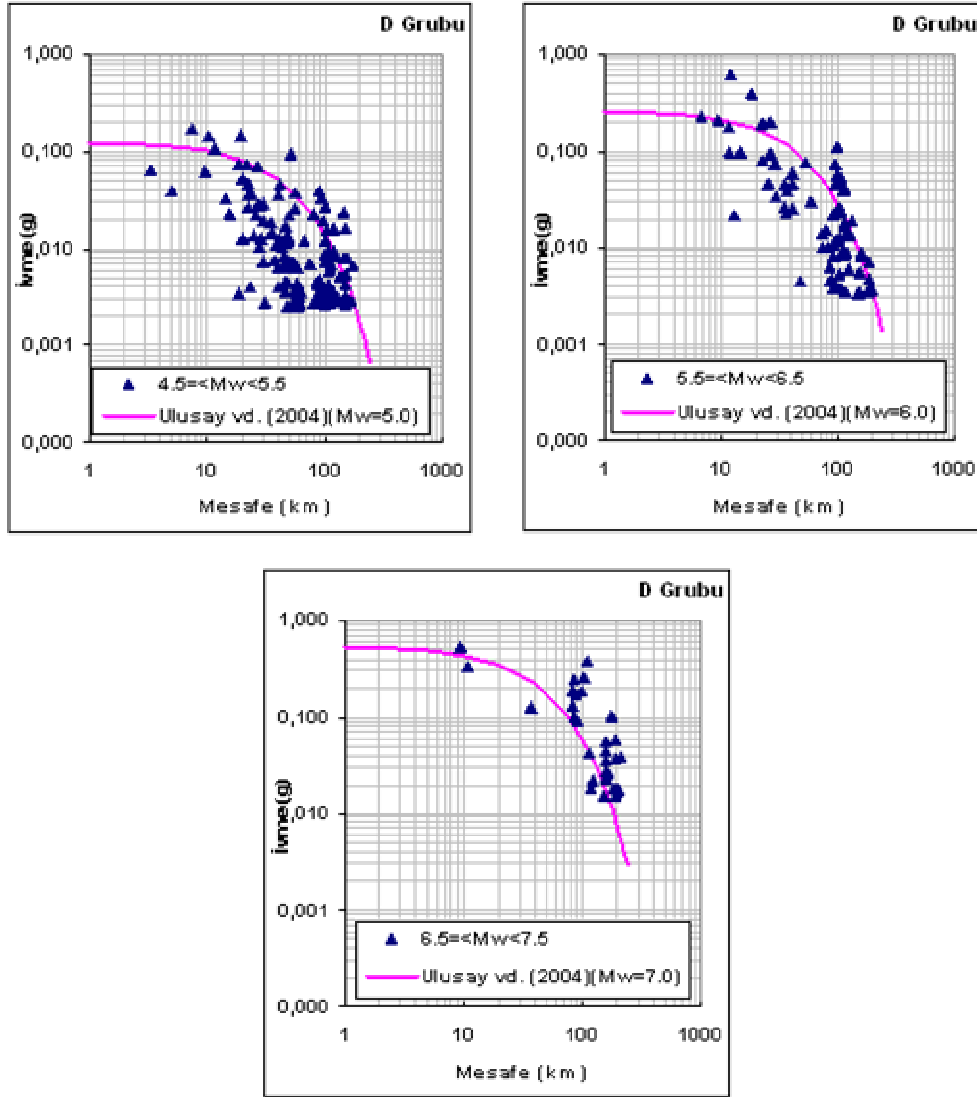 D Grubu
1,000
0,100
0,010
0,001
0,000
ivme(g)
4.5=<Mw<5.5
Ulusay vd. (2004)(Mw=5.0)
1 10 100 1000
Mesafe (km)
D Grubu
1,000
0,100
0,010
0,001
0,000
ivme(g)
5.5=<Mw<6.5
Ulusay vd. (2004)(Mw=6.0)
1 10 100 1000
Mesafe (km)
D Grubu
1,000
0,100
0,010
0,001
0,000
ivme(g)
6.5=<Mw<7.5
Ulusay vd. (2004)(Mw=7.0)
1 10 100 1000
Mesafe (km)